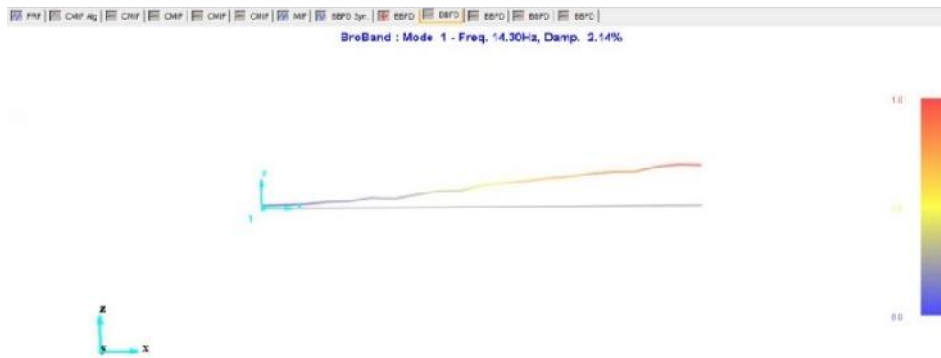 FRF CMIF Alg CMIF CMIF CMIF CMIF MIF BBFD Syn. BBFD BBFD BBFD BBFD BBFD
BroBand : Mode 1 - Freq. 14.30Hz, Damp. 2.14%
1.0
0.0
Z
X